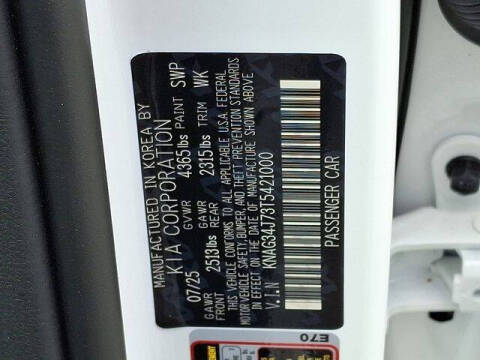 MANUFACTURED IN KOREA BY
KIA CORPORATION
07/25 GVWR 4365lbs PAINT SWP
GAWR FRONT 2513lbs GAWR REAR 2315lbs TRIM WK
THIS VEHICLE CONFORMS TO ALL APPLICABLE U.S.A. FEDERAL
MOTOR VEHICLE SAFETY, BUMPER, AND THEFT PREVENTION STANDARDS
IN EFFECT ON THE DATE OF MANUFACTURE SHOWN ABOVE
V.I.N KNAG34J73T5421000
PASSENGER CAR
E70